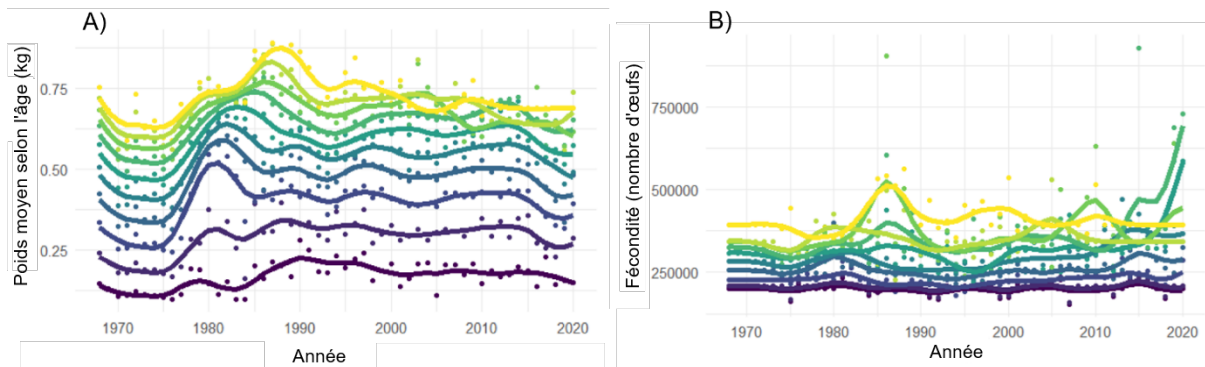 A)
Poids moyen selon l'âge (kg)
0.75
0.50
0.25
1970 1980 1990 2000 2010 2020
Année
B)
Fécondité (nombre d'œufs)
750000
500000
250000
1970 1980 1990 2000 2010 2020
Année